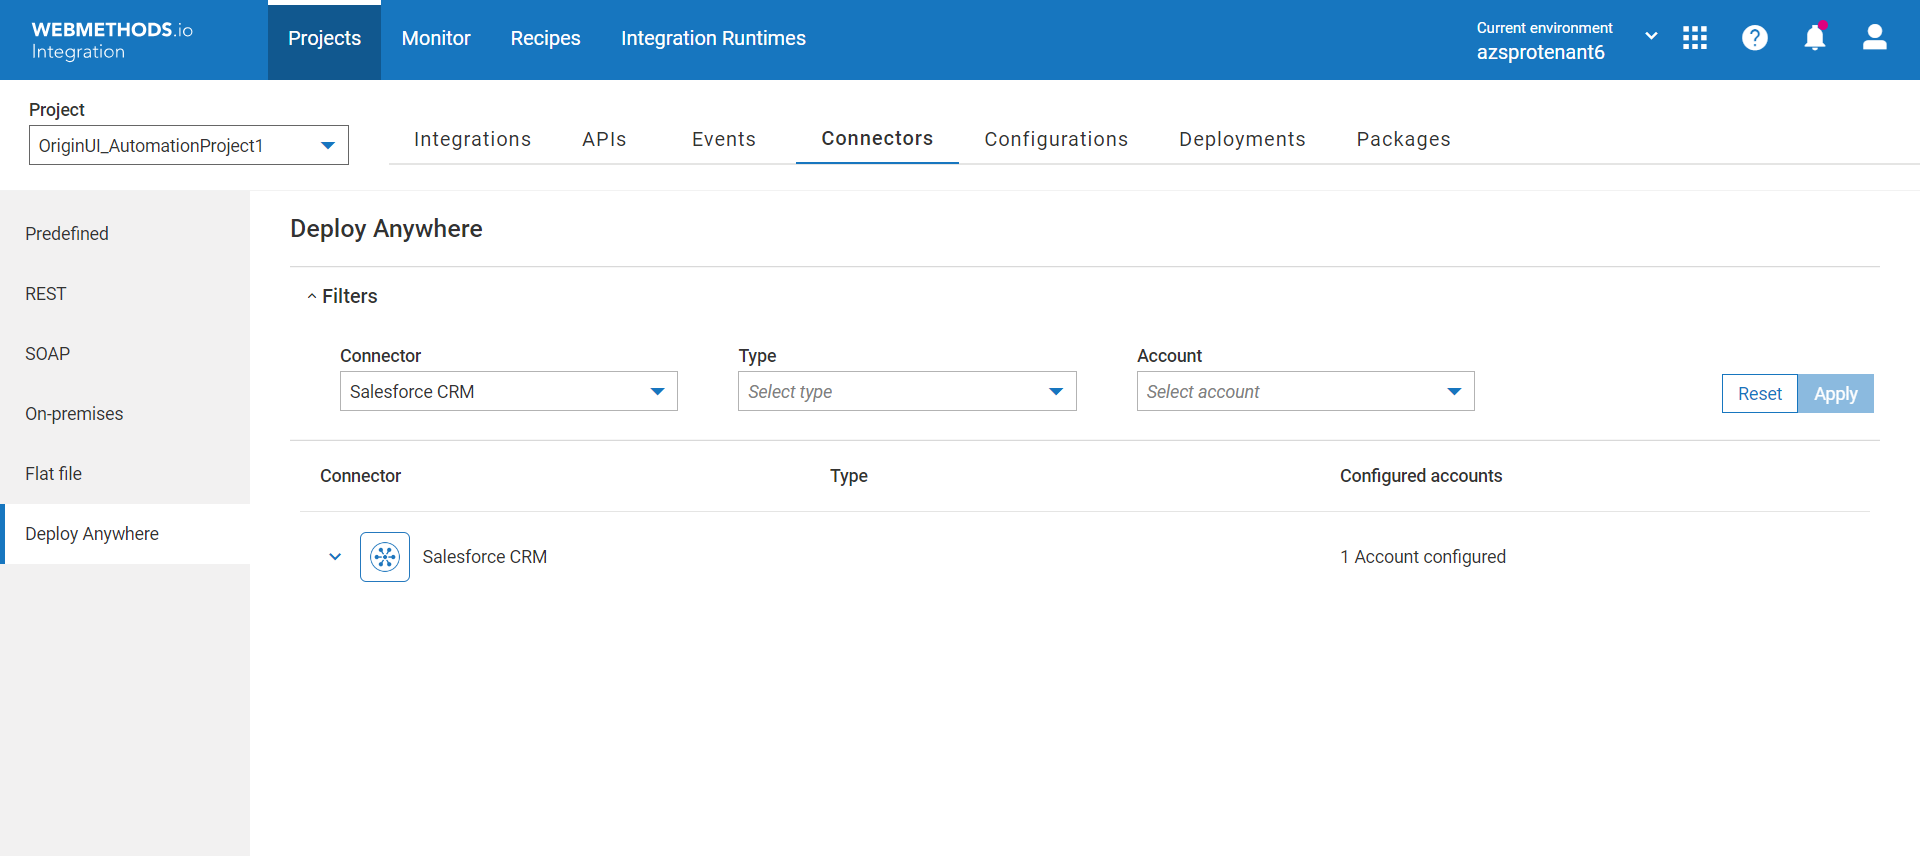 WEBMETHODS.io
Integration
Projects
Monitor
Recipes
Integration Runtimes
Current environment
azsprotenant6
Project
OriginUI_AutomationProject1
Integrations
APIs
Events
Connectors
Configurations
Deployments
Packages
Predefined
REST
SOAP
On-premises
Flat file
Deploy Anywhere
Deploy Anywhere
Filters
Connector
Type
Account
Salesforce CRM
Select type
Select account
Reset
Apply
Connector
Type
Configured accounts
Salesforce CRM
1 Account configured